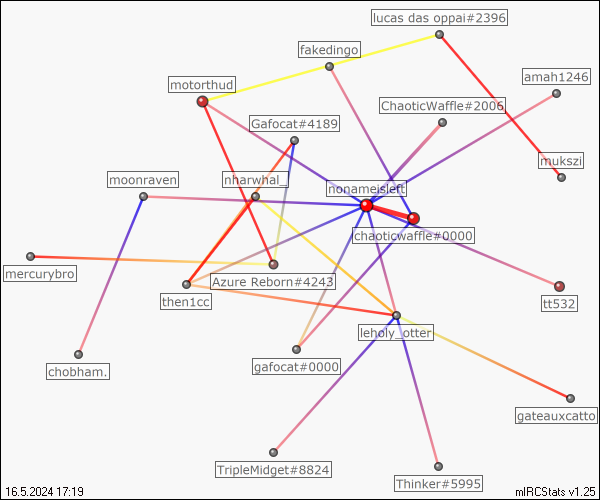 lucas das oppai#2396
fakedingo
amah1246
motorthud
ChaoticWaffle#2006
Gafocat#4189
mukszi
moonraven
nharwhal_
nonameisleft
chaoticwaffle#0000
mercurybro
Azure Reborn#4243
then1cc
tt532
leholy_otter
chobham.
gafocat#0000
gateauxcatto
TripleMidget#8824
Thinker#5995
16.5.2024 17:19
mIRCStats v1.25